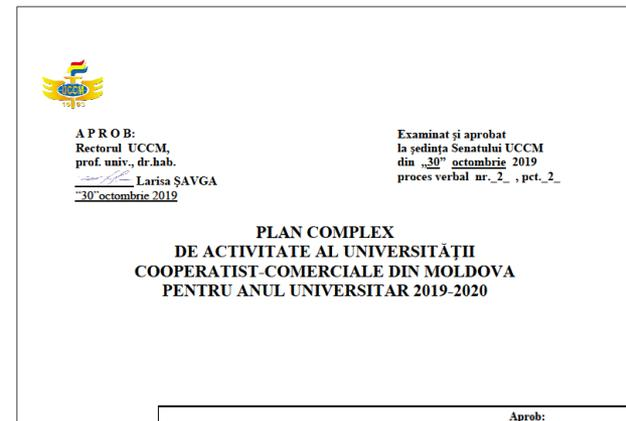 UCCM
1993
A P R O B:
Rectorul UCCM,
prof. univ., dr.hab.
Larisa ȘAVGA
“30”octombrie 2019
Examinat și aprobat
la ședința Senatului UCCM
din „30” octombrie 2019
proces verbal nr._2_ , pct._2_
PLAN COMPLEX
DE ACTIVITATE AL UNIVERSITĂŢII
COOPERATIST-COMERCIALE DIN MOLDOVA
PENTRU ANUL UNIVERSITAR 2019-2020
Aprob: